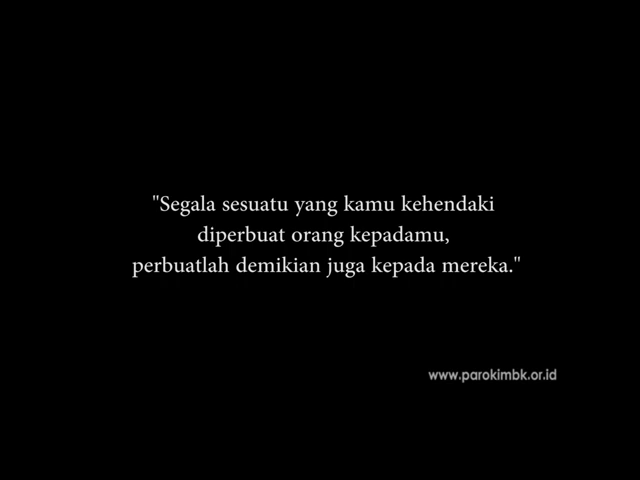 "Segala sesuatu yang kamu kehendaki
diperbuat orang kepadamu,
perbuatlah demikian juga kepada mereka."
www.parokimbk.or.id